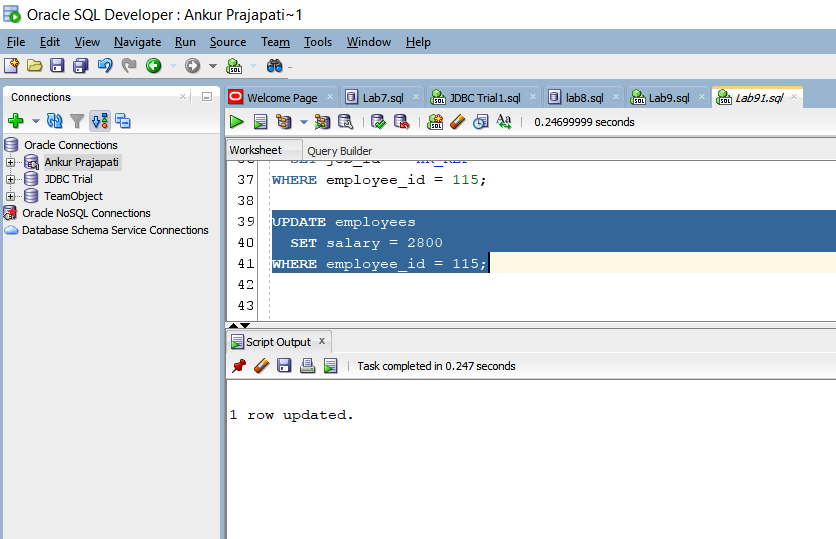 Oracle SQL Developer : Ankur Prajapati~1
File Edit View Navigate Run Source Team Tools Window Help
Connections
Oracle Connections
Ankur Prajapati
JDBC Trial
TeamObject
Oracle NoSQL Connections
Database Schema Service Connections
Welcome Page Lab7.sql JDBC Trial1.sql lab8.sql Lab9.sql Lab91.sql
0.24699999 seconds
Worksheet Query Builder
37 WHERE employee_id = 115;
38
39 UPDATE employees
40 SET salary = 2800
41 WHERE employee_id = 115;
42
43
Script Output x
Task completed in 0.247 seconds
1 row updated.